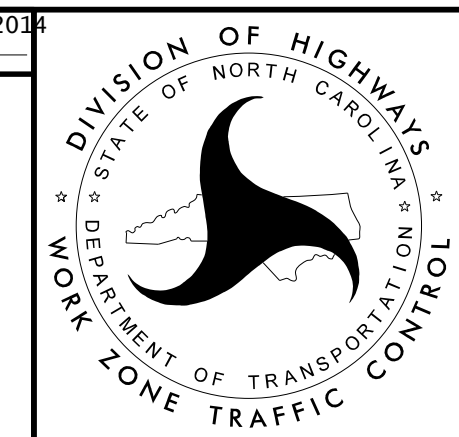 2014
DIVISION OF HIGHWAYS
STATE OF NORTH CAROLINA
DEPARTMENT OF TRANSPORTATION
WORK ZONE TRAFFIC CONTROL